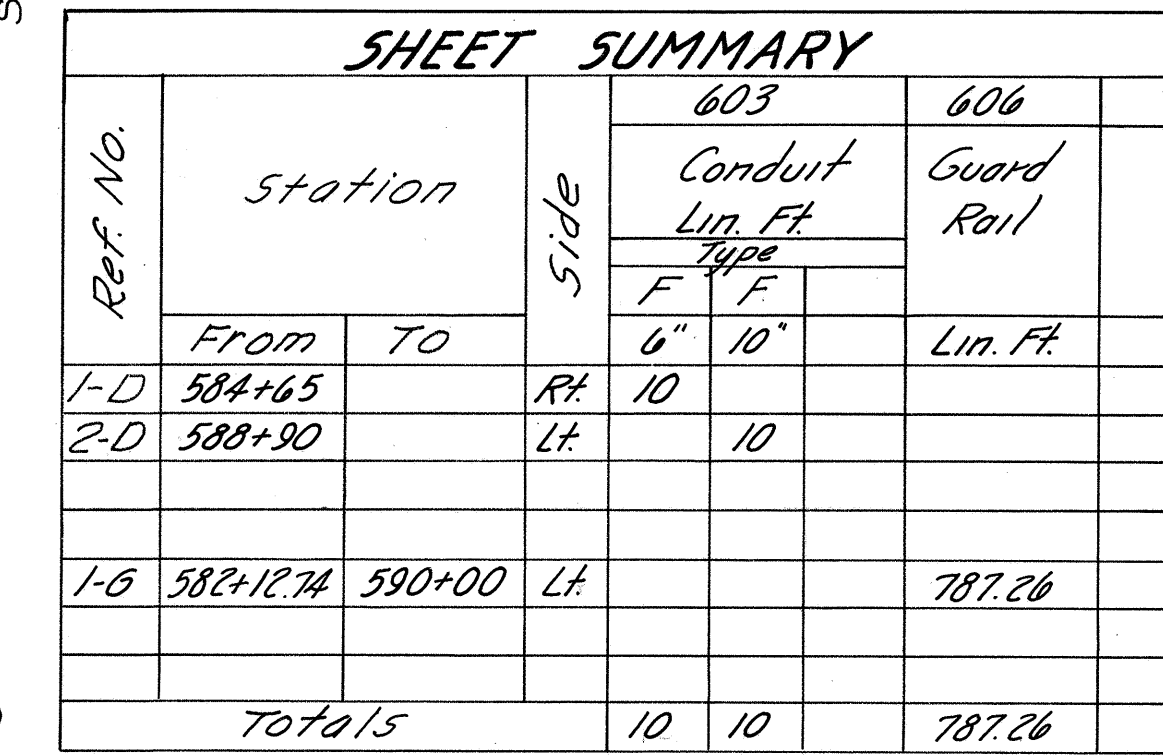 SHEET SUMMARY
Ref. No.
Station
Side
603
606
Conduit
Lin. Ft.
Guard
Rail
Type
F F
From To 6" 10" Lin. Ft.
1-D 584+65 Rt. 10
2-D 588+90 Lt. 10
1-G 582+12.74 590+00 Lt. 787.26
Totals 10 10 787.26